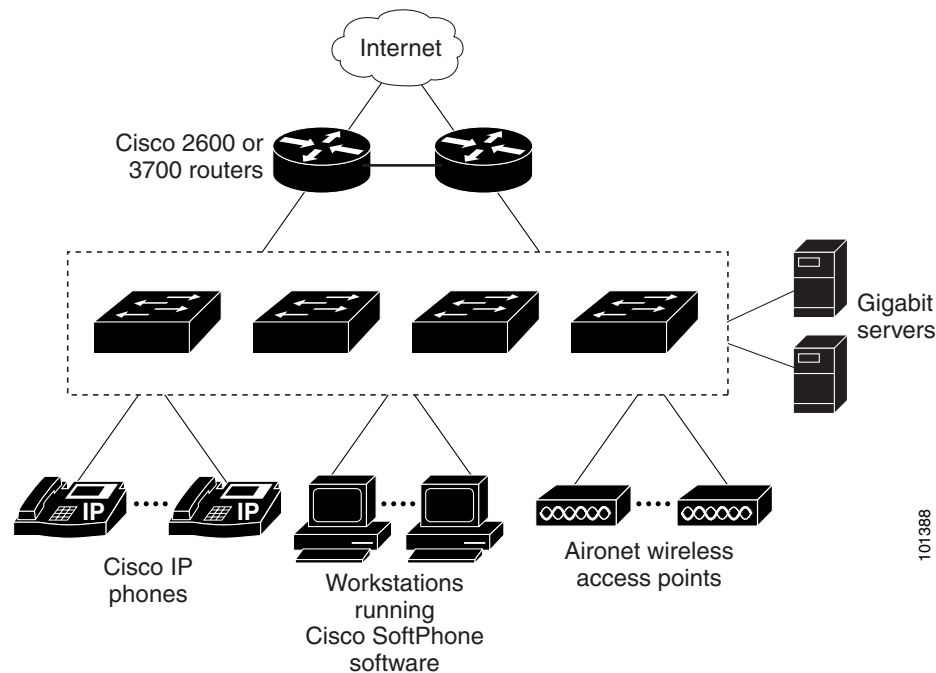 Internet
Cisco 2600 or
3700 routers
Gigabit
servers
IP
IP
Cisco IP
phones
Workstations
running
Cisco SoftPhone
software
Aironet wireless
access points
101388